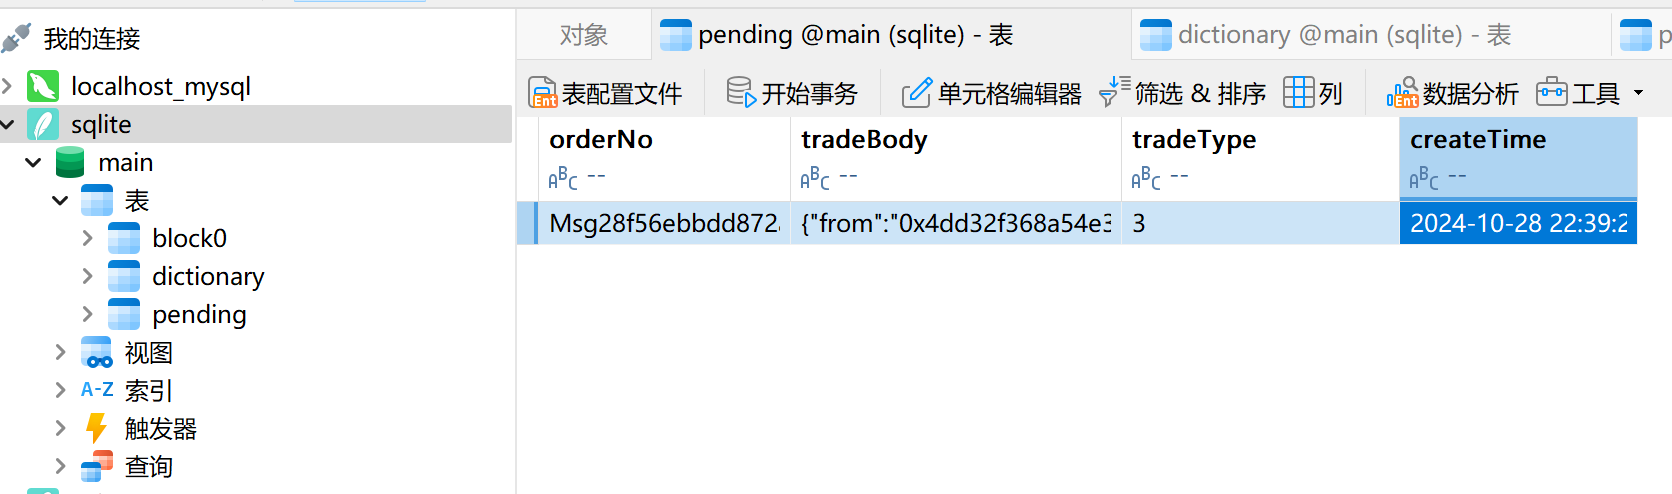 我的连接
localhost_mysql
sqlite
main
表
block0
dictionary
pending
视图
A-Z 索引
触发器
查询
对象 pending @main (sqlite) - 表 dictionary @main (sqlite) - 表 p
Ent 表配置文件 开始事务 单元格编辑器 筛选 & 排序 列 Ent 数据分析 工具
orderNo tradeBody tradeType createTime
ABC -- ABC -- ABC -- ABC --
Msg28f56ebbdd872 {"from":"0x4dd32f368a54e3 3 2024-10-28 22:39:2